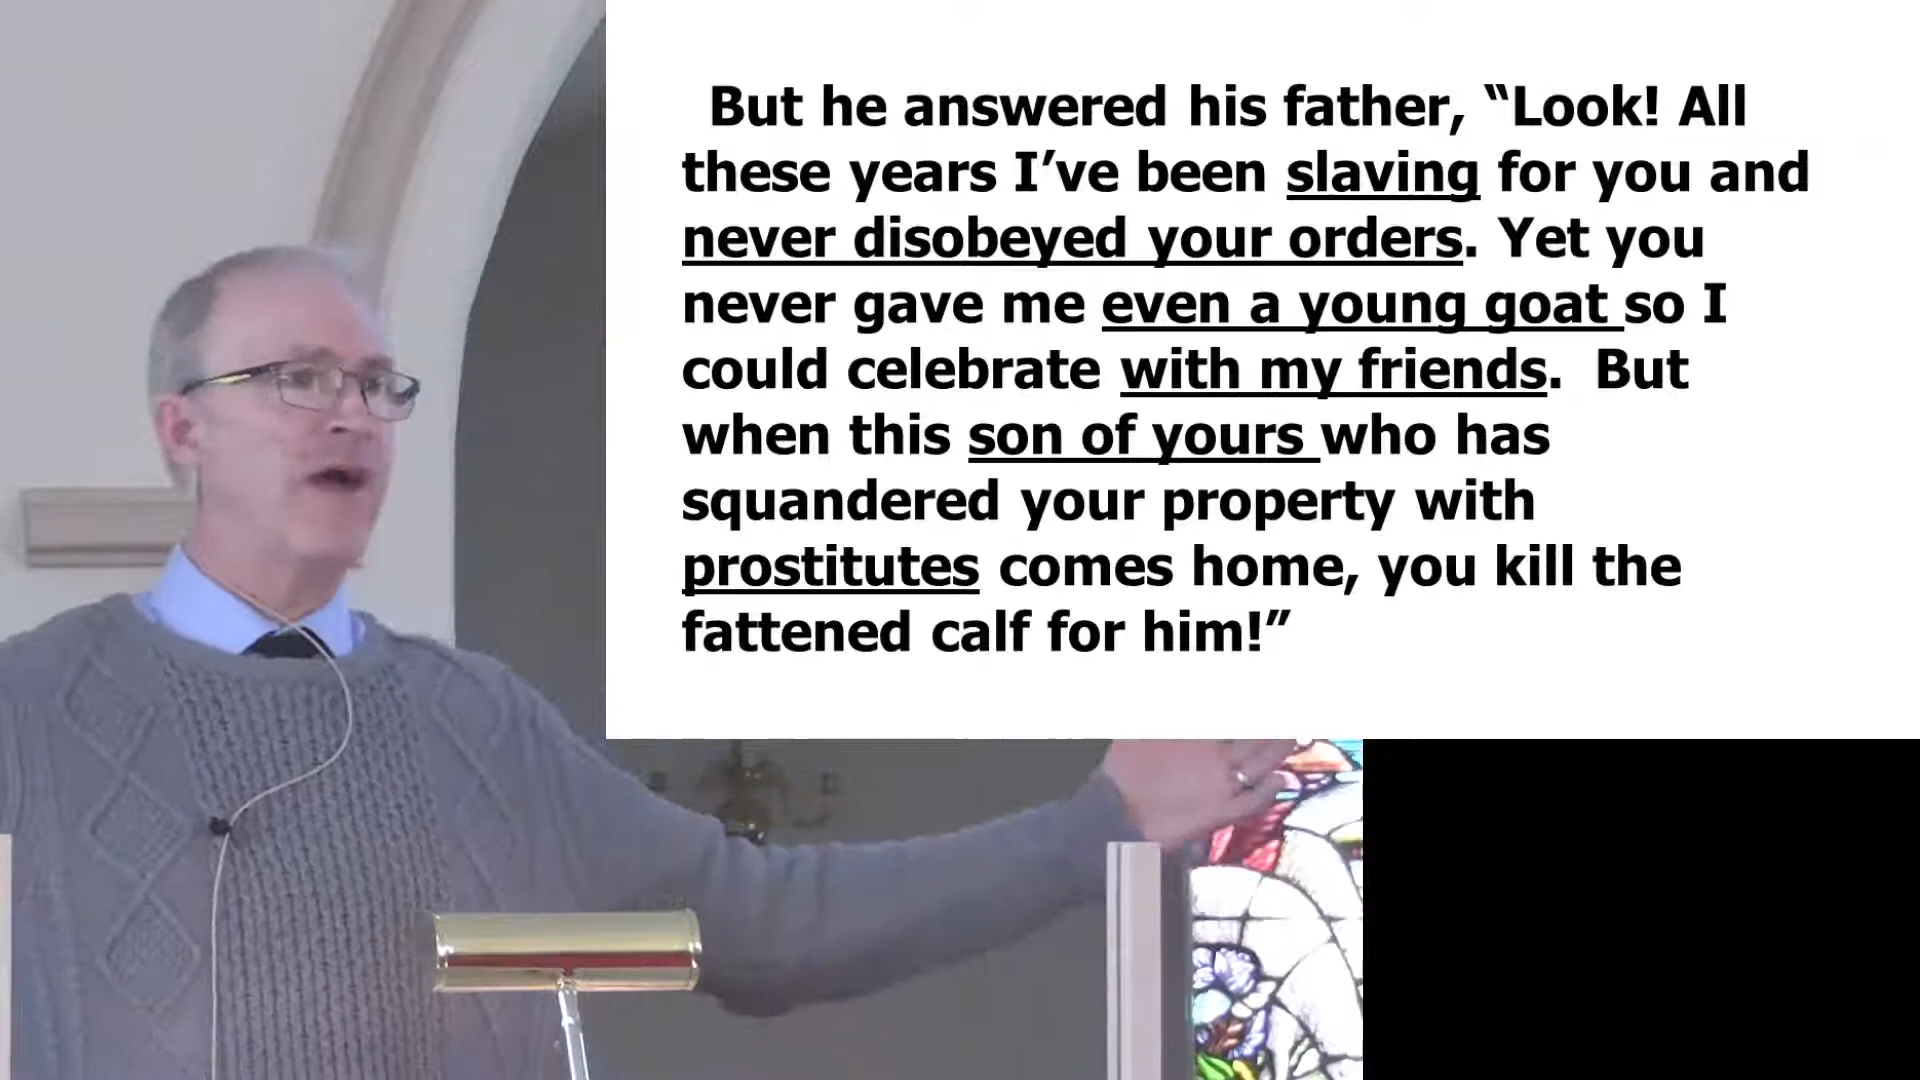 But he answered his father, “Look! All
these years I’ve been slaving for you and
never disobeyed your orders. Yet you
never gave me even a young goat so I
could celebrate with my friends.  But
when this son of yours who has
squandered your property with
prostitutes comes home, you kill the
fattened calf for him!”